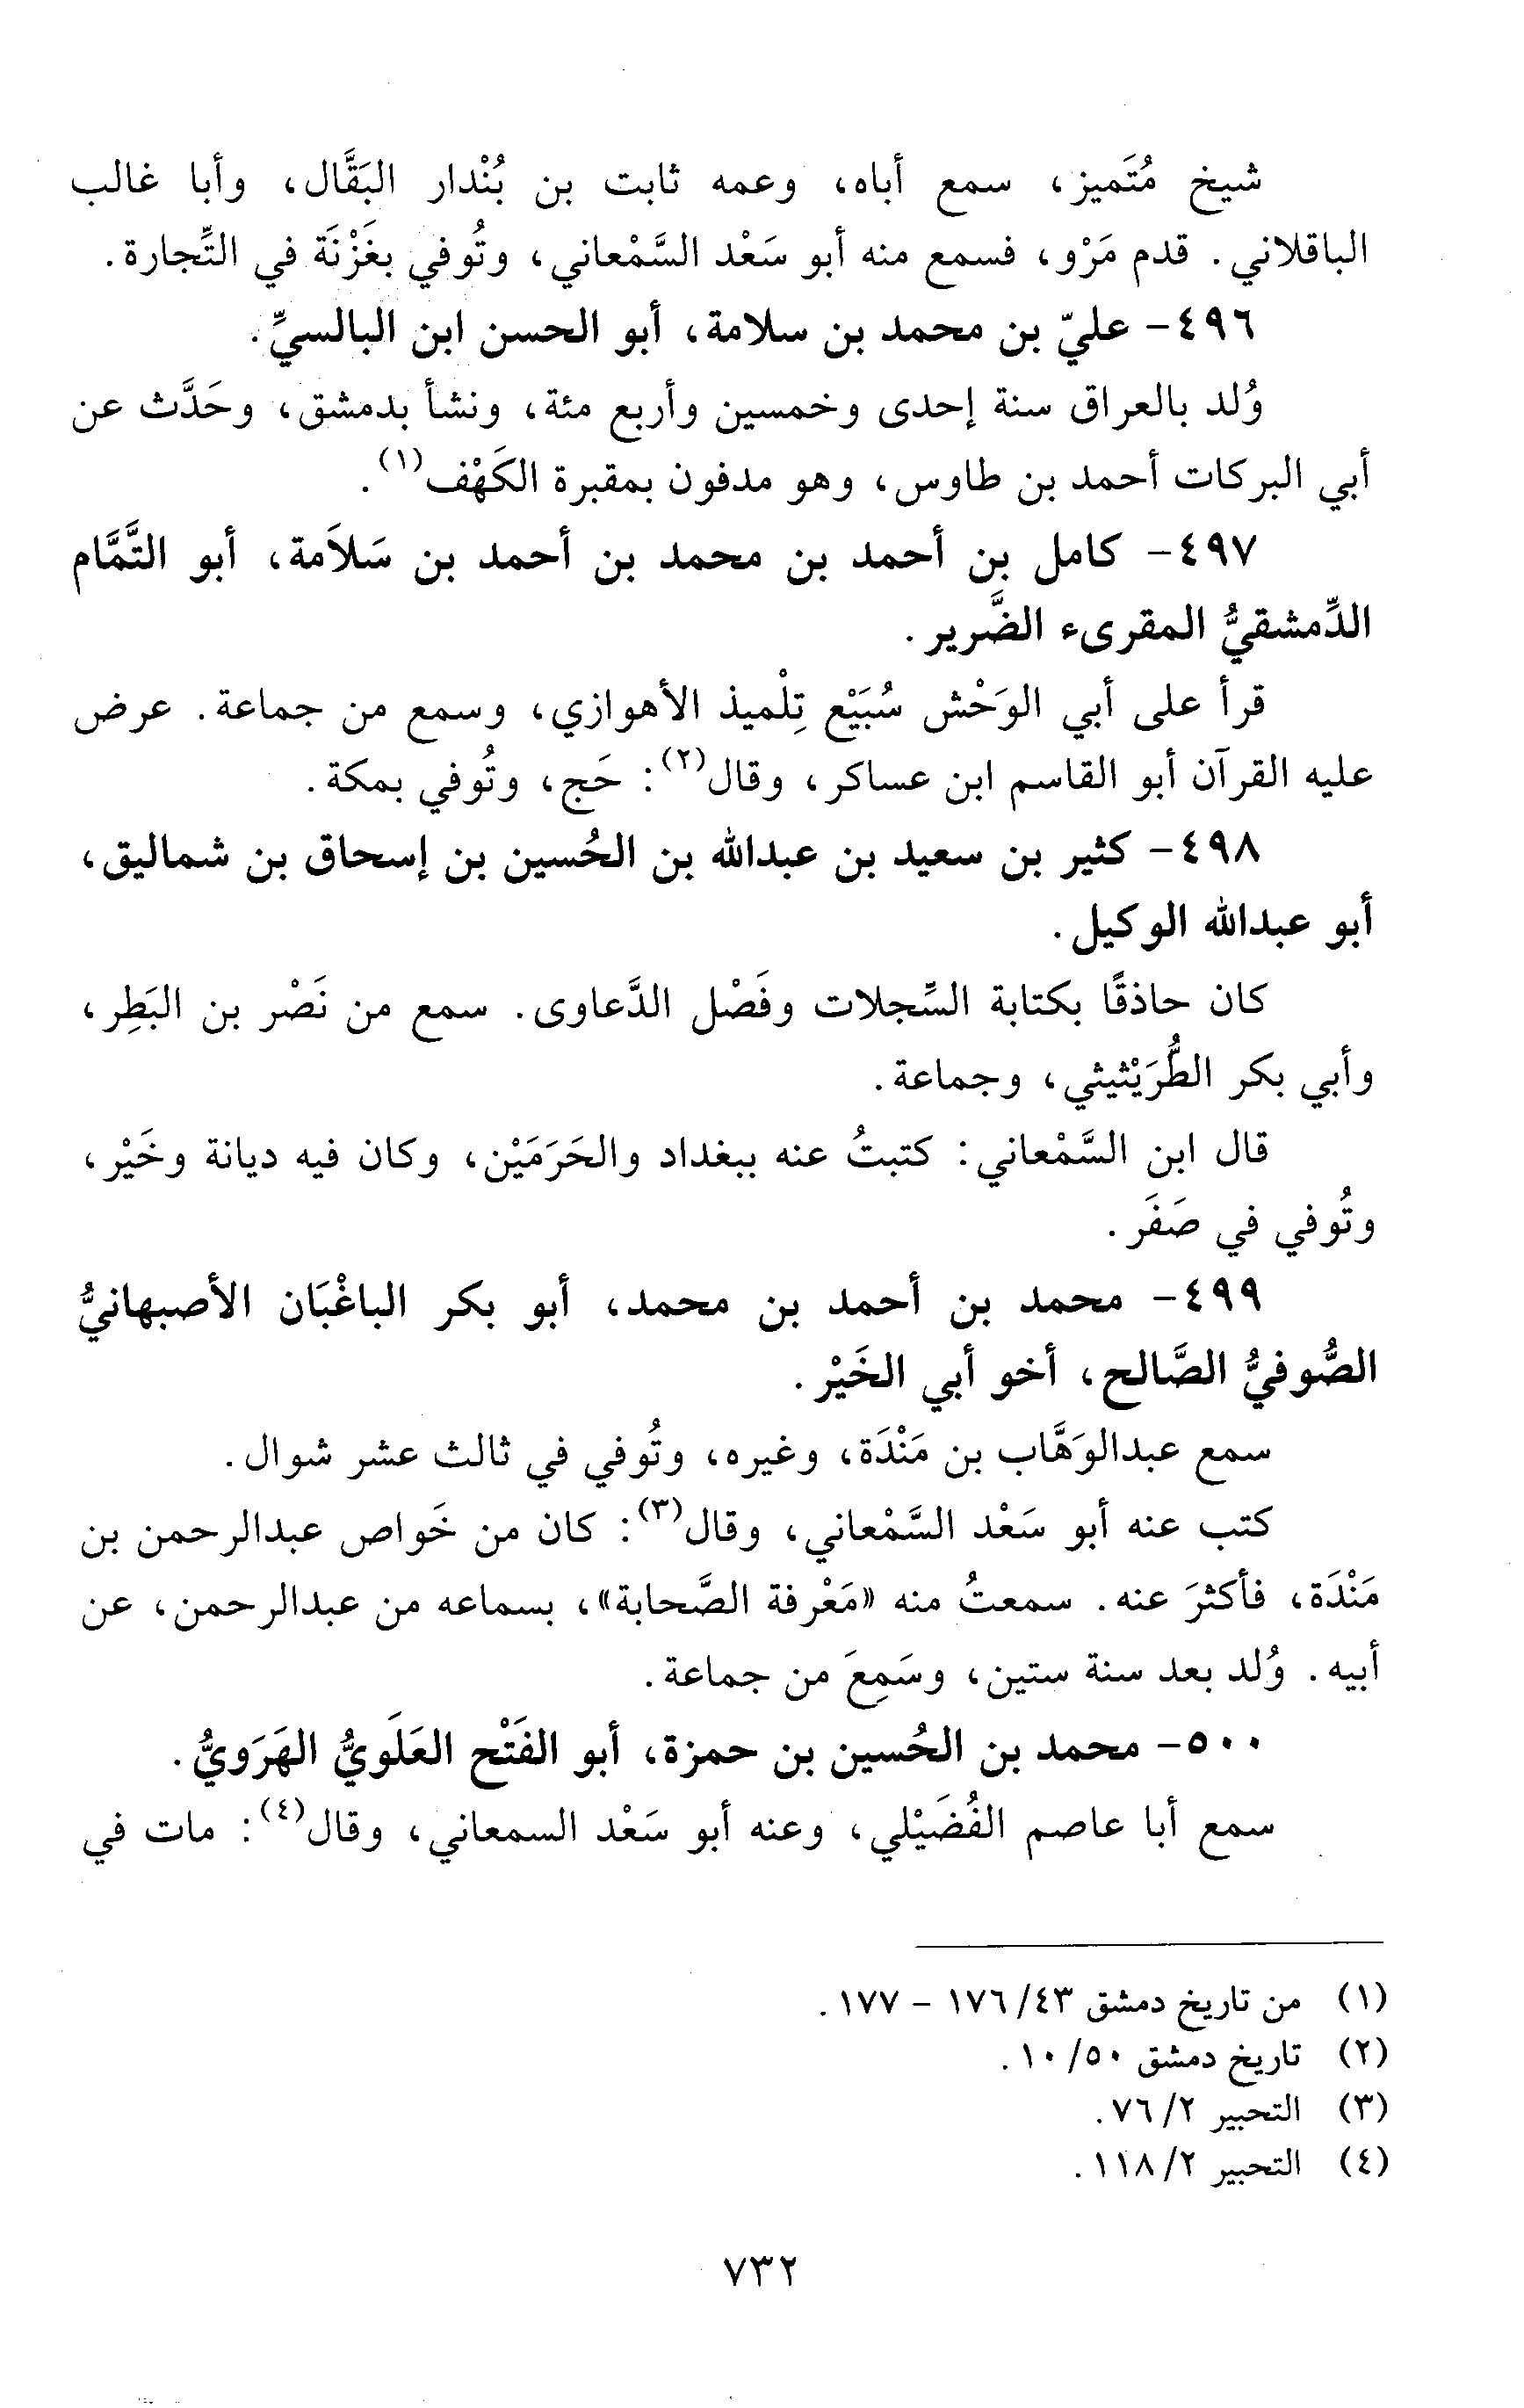 شيخ مُتَميز، سمع أباه، وعمه ثابت بن بُنْدار البَقَّال، وأبا غالب
الباقلاني. قدم مَرْو، فسمع منه أبو سَعْد السَّمْعاني، وتُوفي بغَزْنَة في التِّجارة.
٤٩٦- عليّ بن محمد بن سلامة، أبو الحسن ابن البالسيِّ.
وُلد بالعراق سنة إحدى وخمسين وأربع مئة، ونشأ بدمشق، وحَدَّث عن
أبي البركات أحمد بن طاوس، وهو مدفون بمقبرة الكَهْف(١).
٤٩٧- كامل بن أحمد بن محمد بن أحمد بن سَلاَمة، أبو التَّمَّام
الدِّمشقيُّ المقرىء الضَّرير.
قرأ على أبي الوَحْش سُبَيْع تِلْميذ الأهوازي، وسمع من جماعة. عرض
عليه القرآن أبو القاسم ابن عساكر، وقال(٢): حَج، وتُوفي بمكة.
٤٩٨- كثير بن سعيد بن عبدالله بن الحُسين بن إسحاق بن شماليق،
أبو عبدالله الوكيل.
كان حاذقًا بكتابة السِّجلات وفَصْل الدَّعاوى. سمع من نَصْر بن البَطِر،
وأبي بكر الطُّرَيْثيثي، وجماعة.
قال ابن السَّمْعاني: كتبتُ عنه ببغداد والحَرَمَيْن، وكان فيه ديانة وخَيْر،
وتُوفي في صَفَر.
٤٩٩- محمد بن أحمد بن محمد، أبو بكر الباغْبَان الأصبهانيُّ
الصُّوفيُّ الصَّالح، أخو أبي الخَيْر.
سمع عبدالوَهَّاب بن مَنْدَة، وغيره، وتُوفي في ثالث عشر شوال.
كتب عنه أبو سَعْد السَّمْعاني، وقال(٣): كان من خَواص عبدالرحمن بن
مَنْدَة، فأكثرَ عنه. سمعتُ منه «مَعْرفة الصَّحابة»، بسماعه من عبدالرحمن، عن
أبيه. وُلد بعد سنة ستين، وسَمِعَ من جماعة.
٥٠٠- محمد بن الحُسين بن حمزة، أبو الفَتْح العَلَويُّ الهَرَويُّ.
سمع أبا عاصم الفُضَيْلي، وعنه أبو سَعْد السمعاني، وقال(٤): مات في
(١) من تاريخ دمشق ٤٣/ ١٧٦ - ١٧٧.
(٢) تاريخ دمشق ٥٠/ ١٠.
(٣) التحبير ٢/ ٧٦.
(٤) التحبير ٢/ ١١٨.
٧٣٢